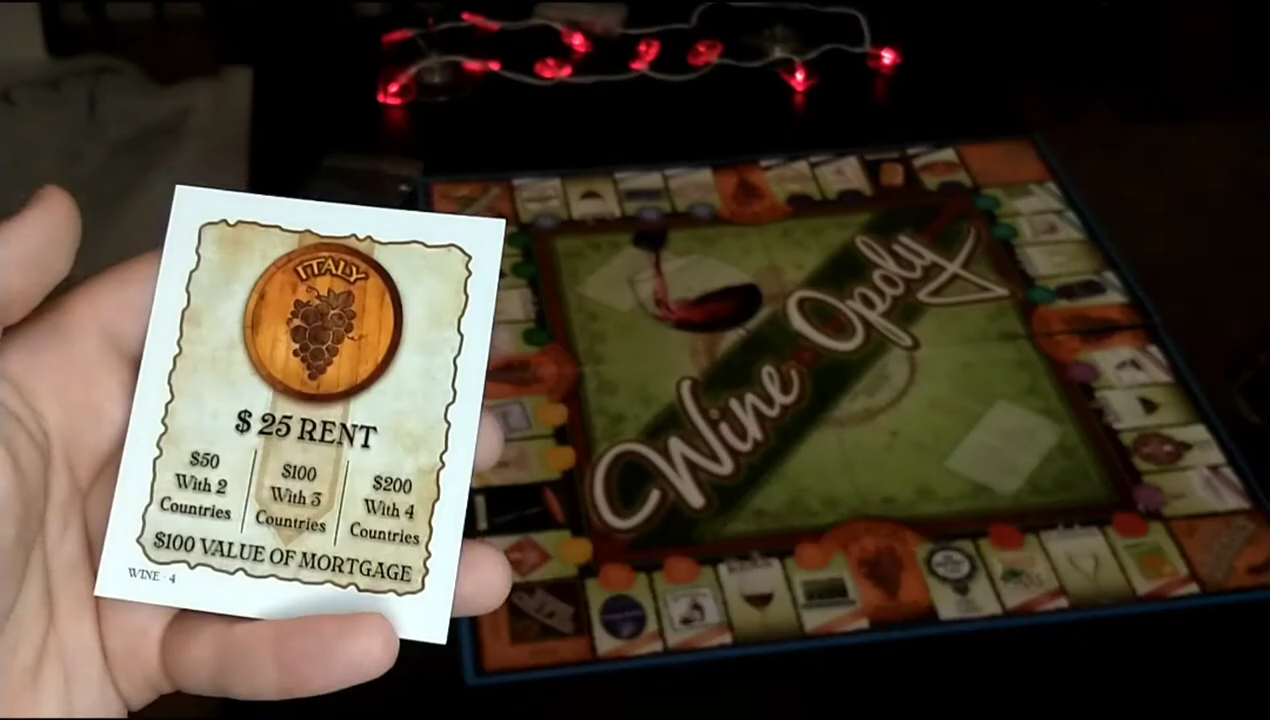 ITALY
$ 25 RENT
$50
With 2
Countries
$100
With 3
Countries
$200
With 4
Countries
$100 VALUE OF MORTGAGE
WINE - 4
Wine Opoly